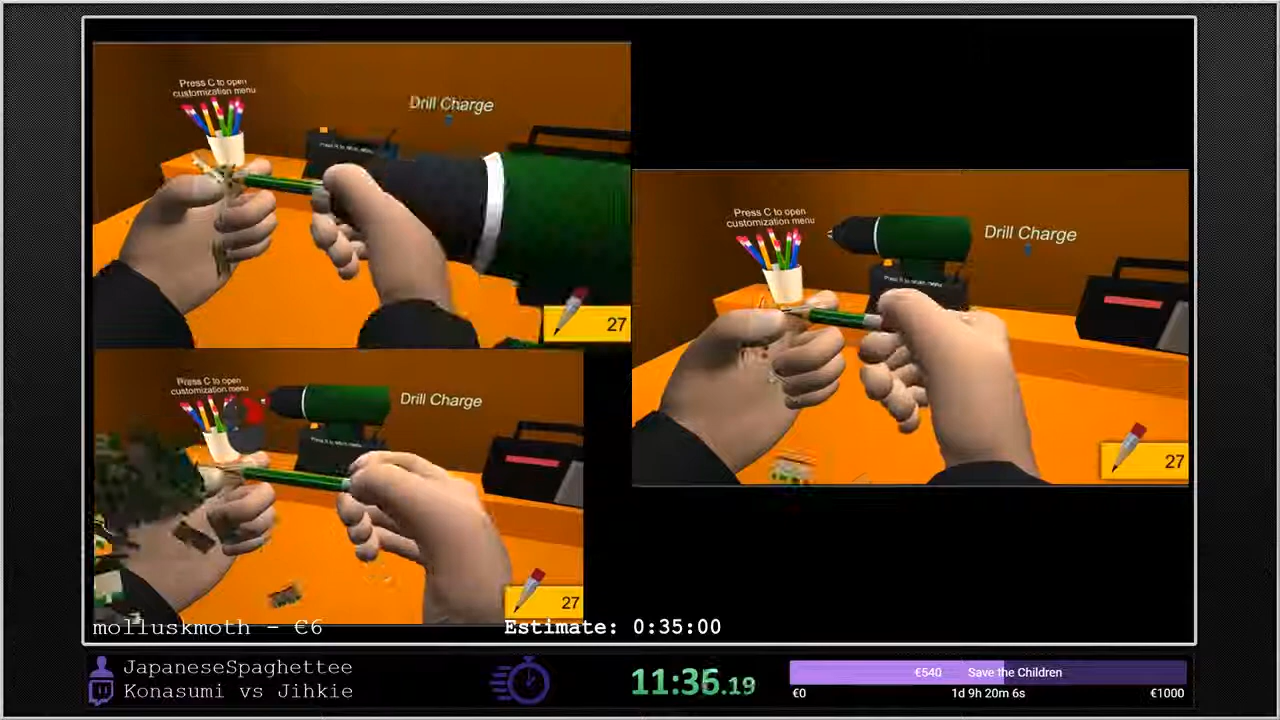 Press C to open
customization menu
Drill Charge
27
Press C to open
customization menu
Drill Charge
27
Press C to open
customization menu
Drill Charge
27
molluskmoth - €6
Estimate: 0:35:00
JapaneseSpaghettee
Konasumi vs Jihkie
11:36.19
€540 Save the Children
€0 1d 9h 20m 6s €1000